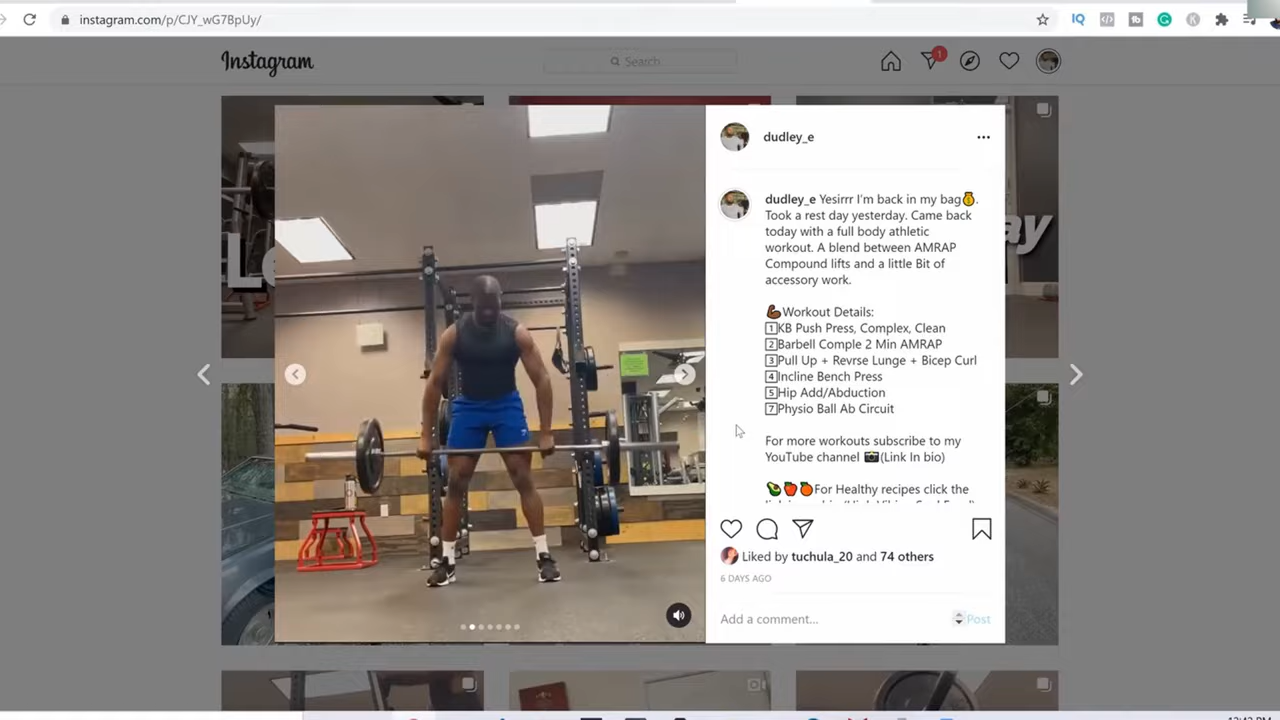 instagram.com/p/CJY_wG7BpUy/
Instagram
Search
1
dudley_e
dudley_e Yesirrr I'm back in my bag💰.
Took a rest day yesterday. Came back
today with a full body athletic
workout. A blend between AMRAP
Compound lifts and a little Bit of
accessory work.
💪🏿Workout Details:
1️⃣KB Push Press, Complex, Clean
2️⃣Barbell Comple 2 Min AMRAP
3️⃣Pull Up + Revrse Lunge + Bicep Curl
4️⃣Incline Bench Press
5️⃣Hip Add/Abduction
7️⃣Physio Ball Ab Circuit
For more workouts subscribe to my
YouTube channel 📸(Link In bio)
🥑🍎🍊For Healthy recipes click the
Liked by tuchula_20 and 74 others
6 DAYS AGO
Add a comment...
Post